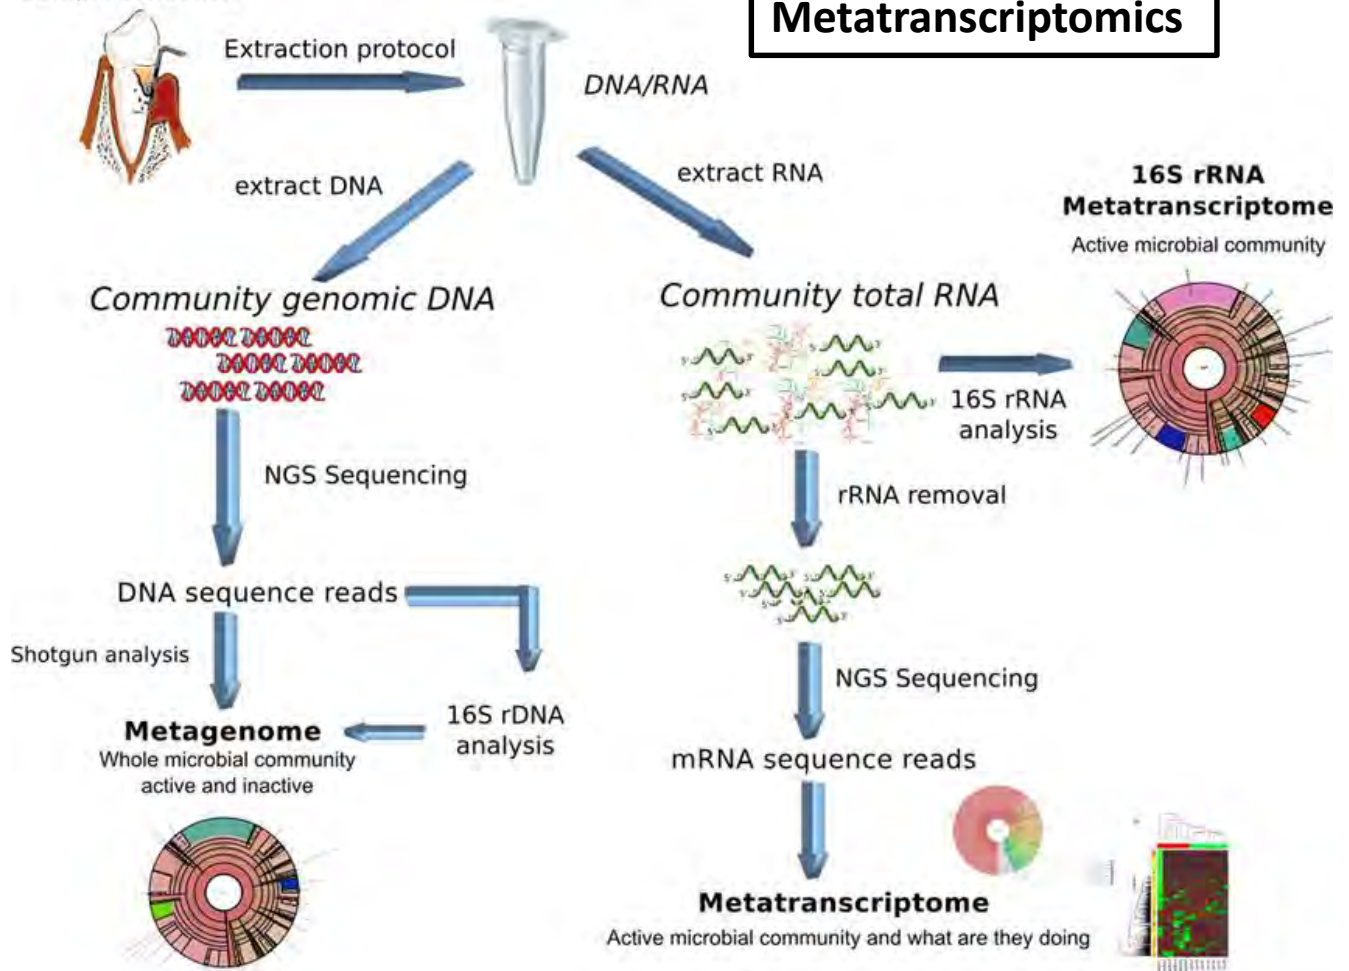 Metatranscriptomics
Extraction protocol
DNA/RNA
extract DNA
extract RNA
16S rRNA
Metatranscriptome
Active microbial community
Community genomic DNA
Community total RNA
16S rRNA
analysis
NGS Sequencing
rRNA removal
DNA sequence reads
Shotgun analysis
NGS Sequencing
16S rDNA
analysis
Metagenome
Whole microbial community
active and inactive
mRNA sequence reads
Metatranscriptome
Active microbial community and what are they doing